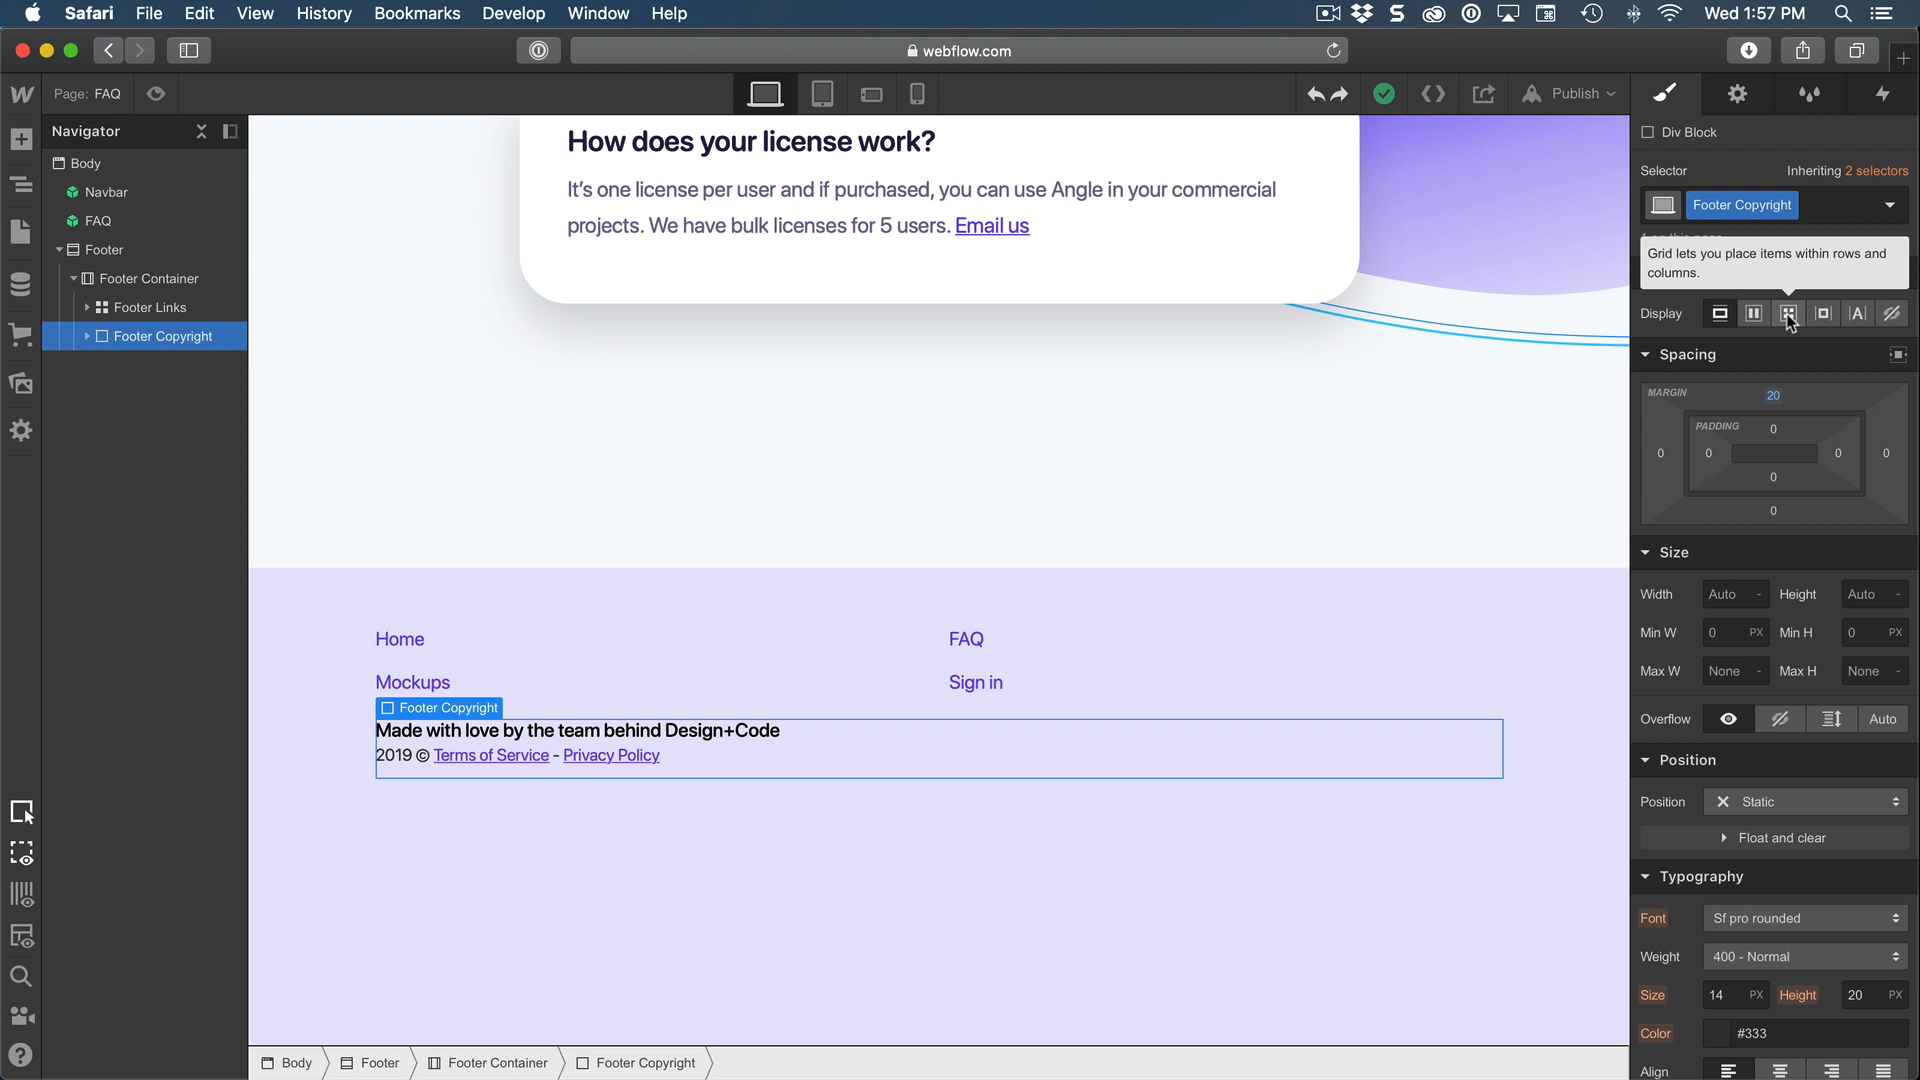 Safari File Edit View History Bookmarks Develop Window Help
Wed 1:57 PM
webflow.com
Page: FAQ
Publish
Navigator
Body
Navbar
FAQ
Footer
Footer Container
Footer Links
Footer Copyright
How does your license work?
It's one license per user and if purchased, you can use Angle in your commercial
projects. We have bulk licenses for 5 users. Email us
Home
FAQ
Mockups
Sign in
Footer Copyright
Made with love by the team behind Design+Code
2019 © Terms of Service - Privacy Policy
Body
Footer
Footer Container
Footer Copyright
Div Block
Selector
Inheriting 2 selectors
Footer Copyright
Grid lets you place items within rows and
columns.
Display
Spacing
MARGIN
20
PADDING
0
0 0 0 0
0
0
Size
Width Auto - Height Auto -
Min W 0 PX Min H 0 PX
Max W None - Max H None -
Overflow
Auto
Position
Position Static
Float and clear
Typography
Font Sf pro rounded
Weight 400 - Normal
Size 14 PX Height 20 PX
Color #333
Align